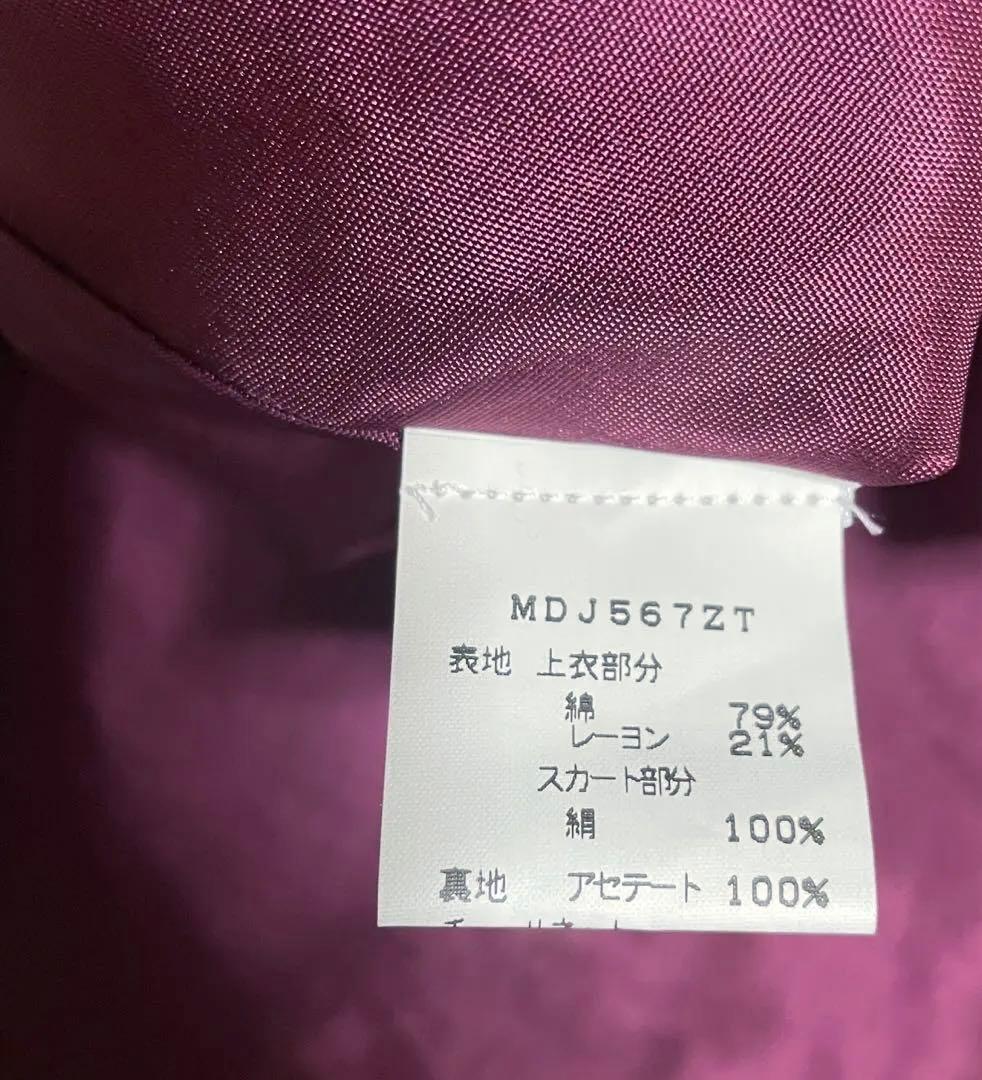 MDJ567ZT
表地 上衣部分
綿 79%
レーヨン 21%
スカート部分
絹 100%
裏地 アセテート 100%